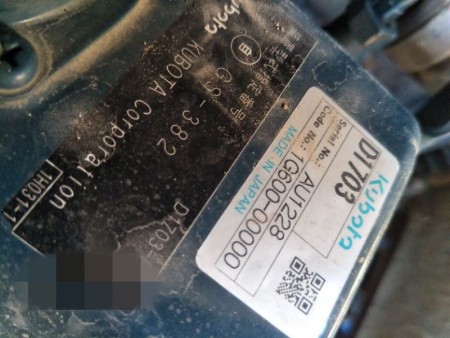 Kubota
GS-382
KUBOTA Corporation
D1703-
1H031-1
Kubota
D1703
Serial No.: AU1228
Code No.: 1G600-00000
MADE IN JAPAN